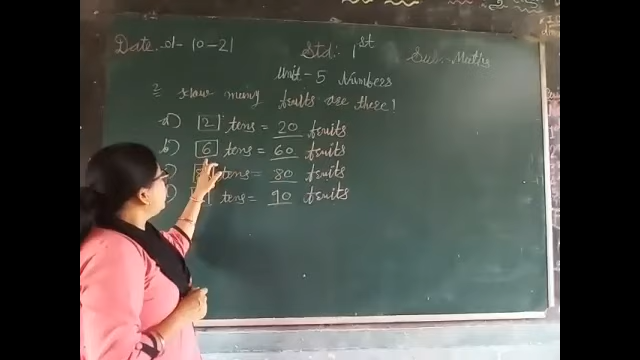 Date. -01-10-21
Std: 1st
Sub:-Maths
Unit-5 Numbers
2 How many fruits are there!
a) 2 tens = 20 fruits
b) 6 tens = 60 fruits
tens = 80 fruits
tens = 90 fruits